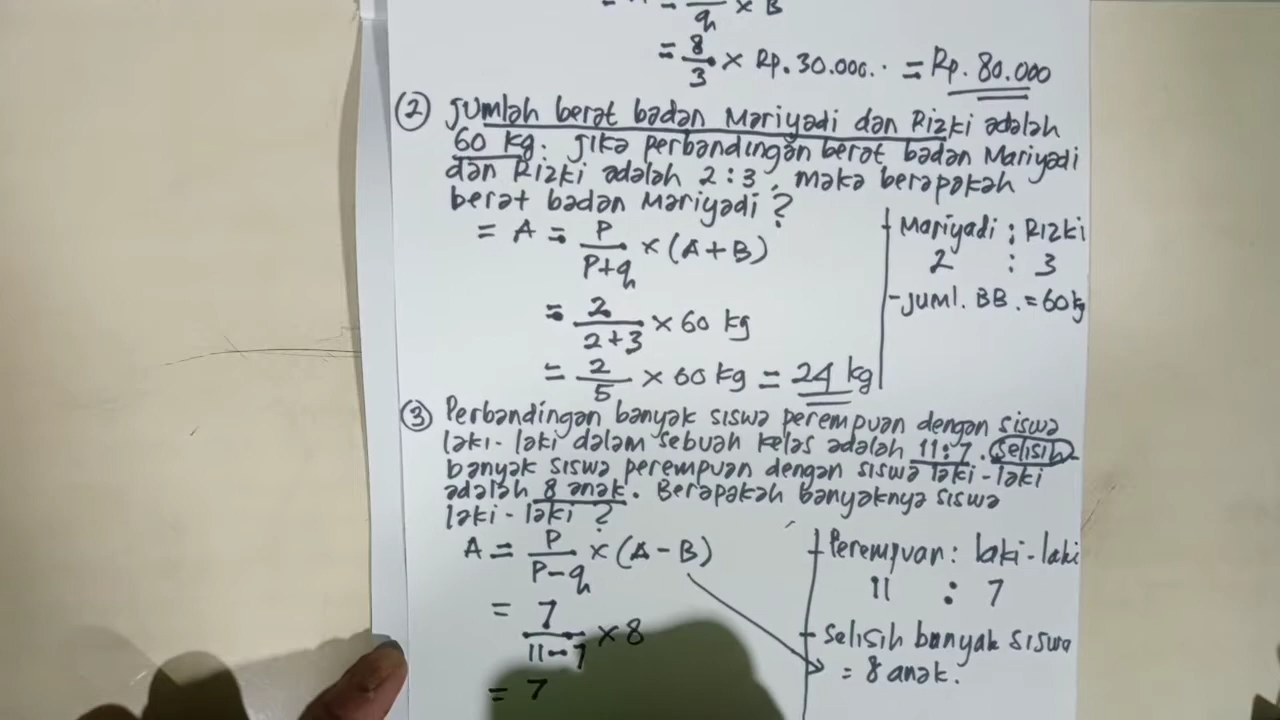 q × B
= 8/3 × Rp. 30.000.. = Rp. 80.000
② Jumlah berat badan Mariyadi dan Rizki adalah
60 kg. Jika perbandingan berat badan Mariyadi
dan Rizki adalah 2 : 3, maka berapakah
berat badan Mariyadi ?
= A = P/P+q × (A+B)
= 2/2+3 × 60 kg
= 2/5 × 60 kg = 24 kg
- Mariyadi : Rizki
2 : 3
- Juml. BB. = 60 kg
③ Perbandingan banyak siswa perempuan dengan siswa
laki-laki dalam sebuah kelas adalah 11:7. Selisih
banyak siswa perempuan dengan siswa laki-laki
adalah 8 anak. Berapakah banyaknya siswa
laki-laki ?
A = P/P-q × (A-B)
= 7/11-7 × 8
= 7
- Perempuan : laki-laki
11 : 7
- Selisih banyak siswa
= 8 anak.